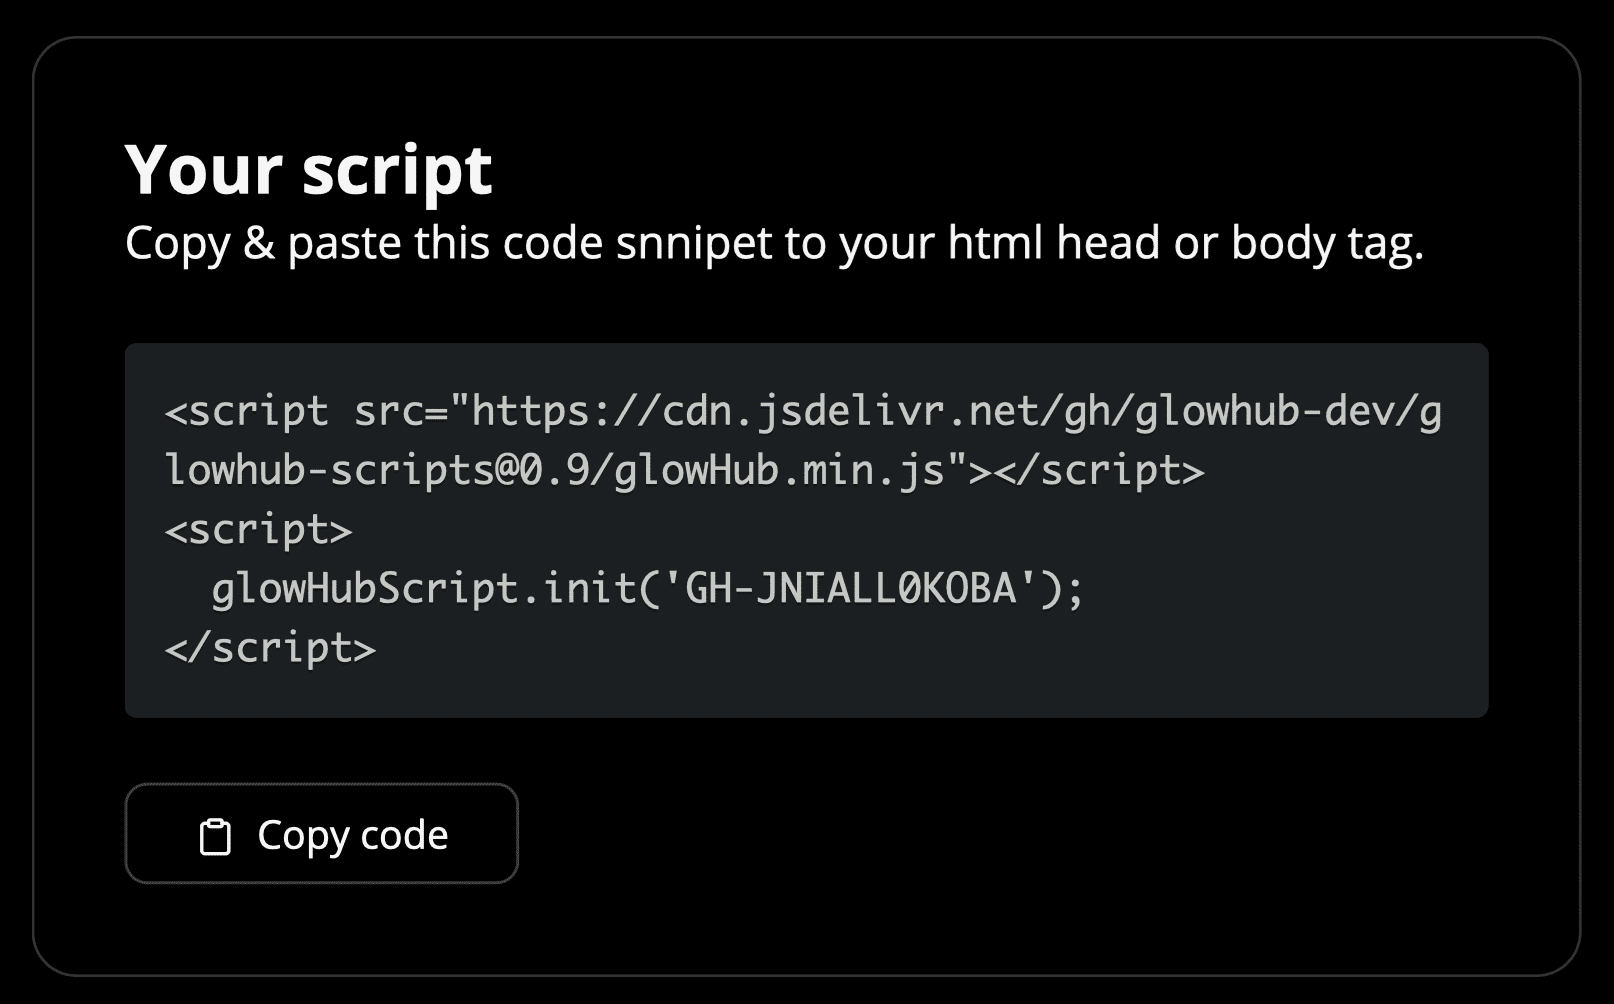 Your script
Copy & paste this code snnipet to your html head or body tag.
<script src="https://cdn.jsdelivr.net/gh/glowhub-dev/g
lowhub-scripts@0.9/glowHub.min.js"></script>
<script>
  glowHubScript.init('GH-JNIALL0KOBA');
</script>
Copy code